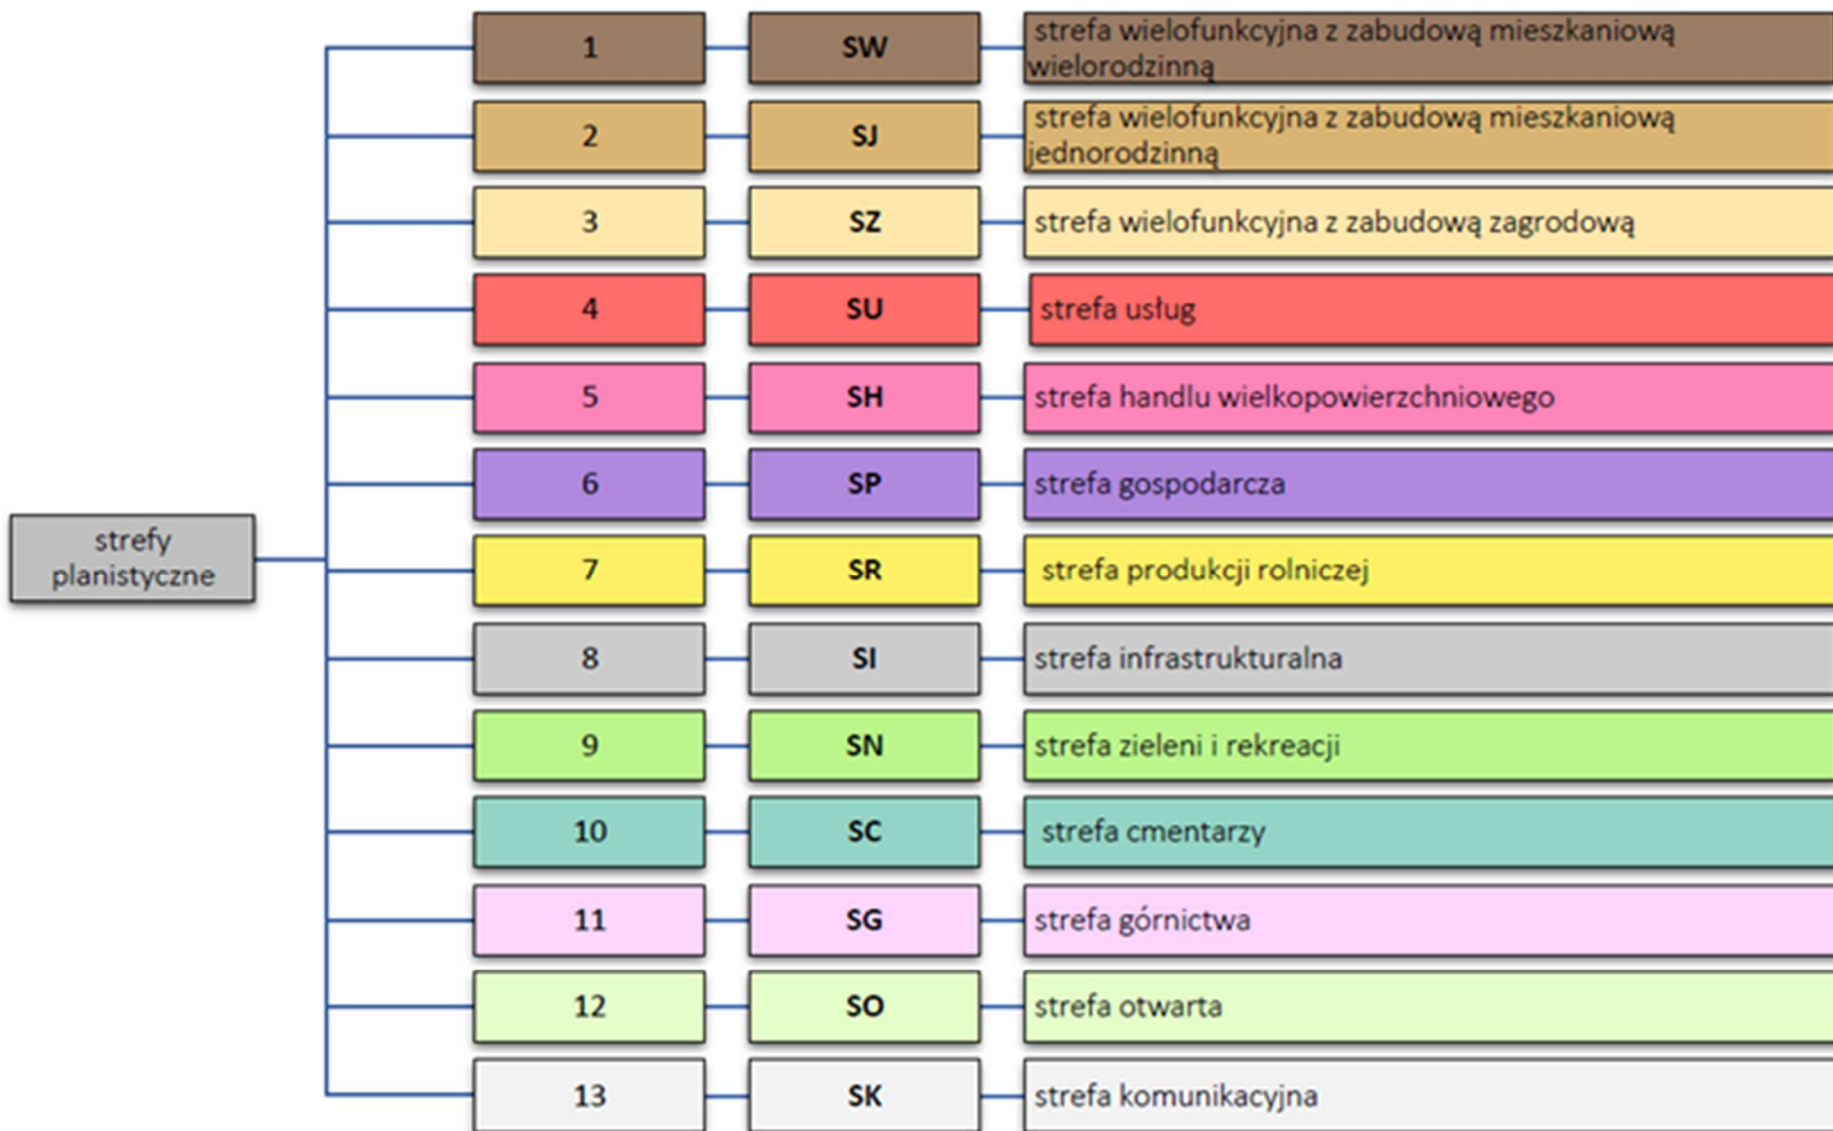 1 SW strefa wielofunkcyjna z zabudową mieszkaniową
wielorodzinną
2 SJ strefa wielofunkcyjna z zabudową mieszkaniową
jednorodzinną
3 SZ strefa wielofunkcyjna z zabudową zagrodową
4 SU strefa usług
5 SH strefa handlu wielkopowierzchniowego
6 SP strefa gospodarcza
strefy
planistyczne
7 SR strefa produkcji rolniczej
8 SI strefa infrastrukturalna
9 SN strefa zieleni i rekreacji
10 SC strefa cmentarzy
11 SG strefa górnictwa
12 SO strefa otwarta
13 SK strefa komunikacyjna